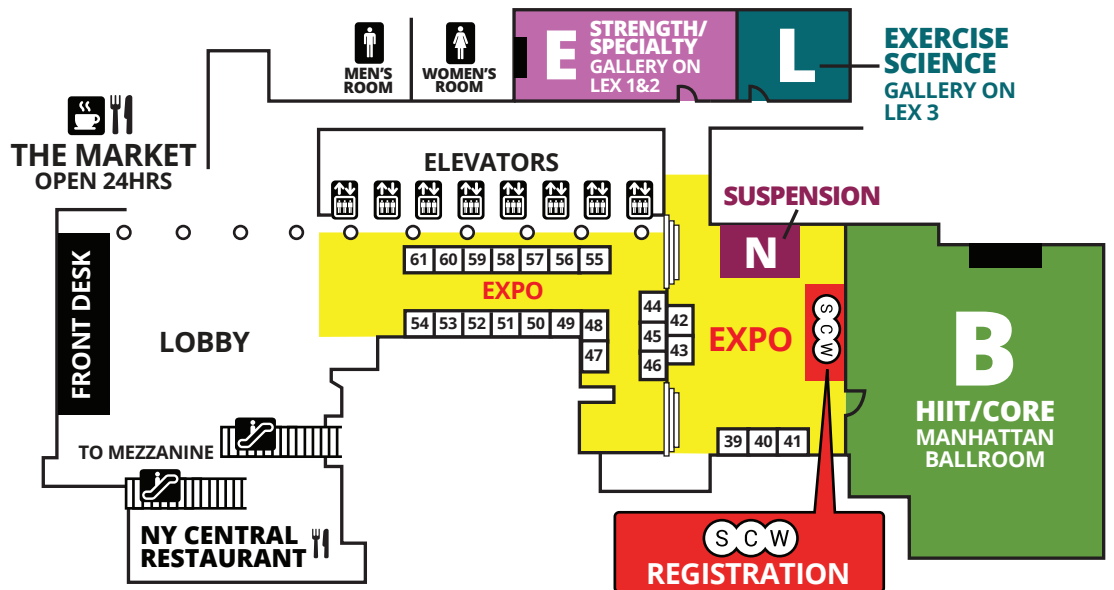 MEN'S
ROOM
WOMEN'S
ROOM
E
STRENGTH/
SPECIALTY
GALLERY ON
LEX 1&2
L
EXERCISE
SCIENCE
GALLERY ON
LEX 3
THE MARKET
OPEN 24HRS
ELEVATORS
SUSPENSION
N
FRONT DESK
LOBBY
61 60 59 58 57 56 55
EXPO
54 53 52 51 50 49 48
47
44
45
46
42
43
EXPO
SCW
B
HIIT/CORE
MANHATTAN
BALLROOM
39 40 41
TO MEZZANINE
NY CENTRAL
RESTAURANT
SCW
REGISTRATION